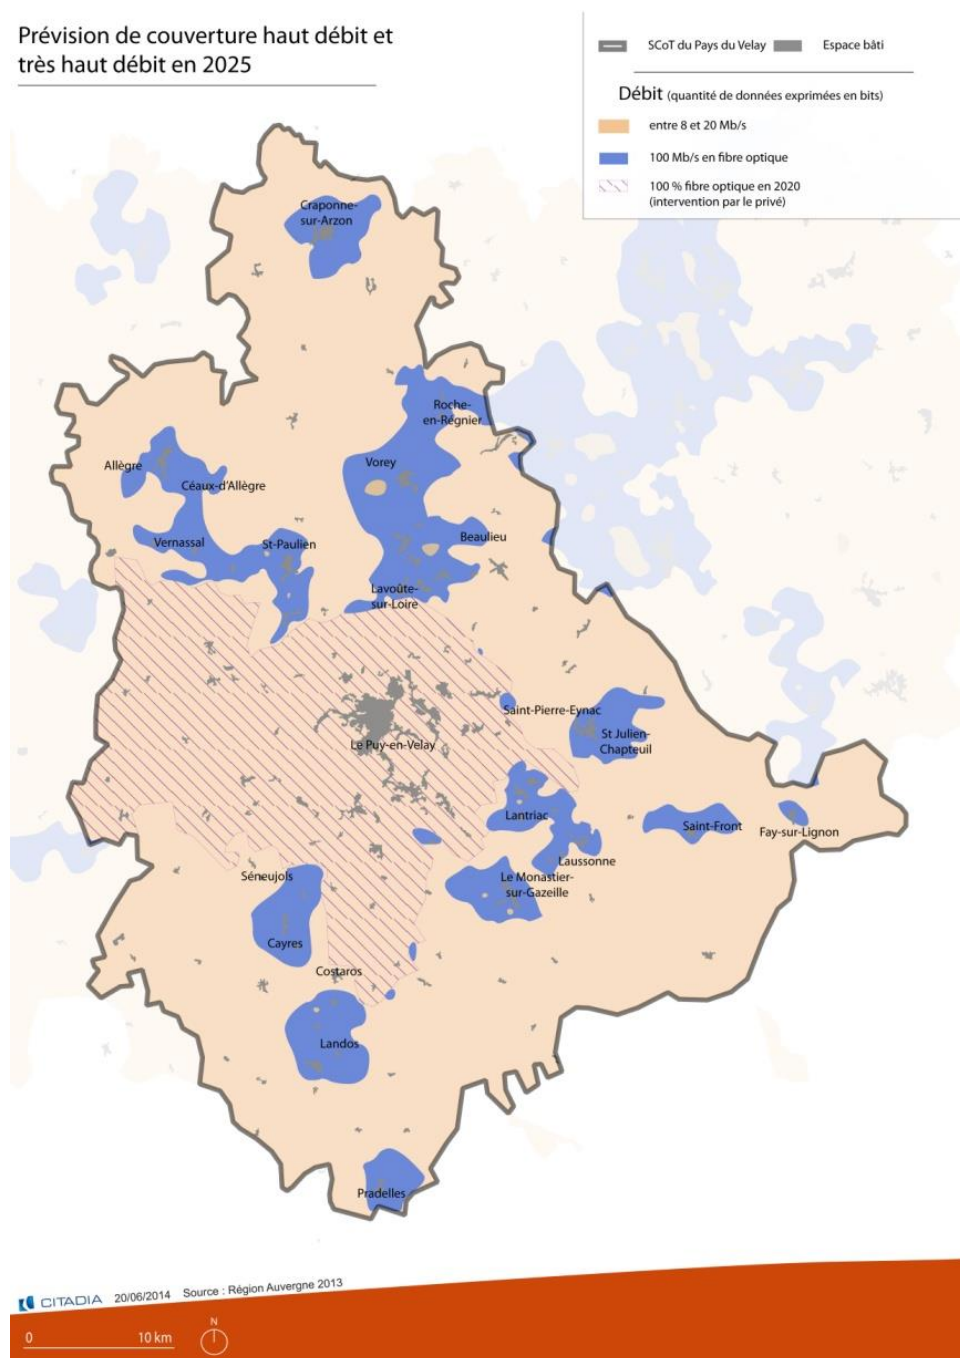 Prévision de couverture haut débit et
très haut débit en 2025
SCoT du Pays du Velay
Espace bâti
Débit (quantité de données exprimées en bits)
entre 8 et 20 Mb/s
100 Mb/s en fibre optique
100 % fibre optique en 2020
(intervention par le privé)
Craponne-
sur-Arzon
Roche-
en-Régnier
Vorey
Allègre
Céaux-d'Allègre
Vernassal
St-Paulien
Beaulieu
Lavoûte-
sur-Loire
Saint-Pierre-Eynac
St Julien-
Chapteuil
Le Puy-en-Velay
Lantriac
Saint-Front
Fay-sur-Lignon
Laussonne
Le Monastier-
sur-Gazeille
Séneujols
Cayres
Costaros
Landos
Pradelles
CITADIA 20/06/2014 Source : Région Auvergne 2013
N
0 10 km